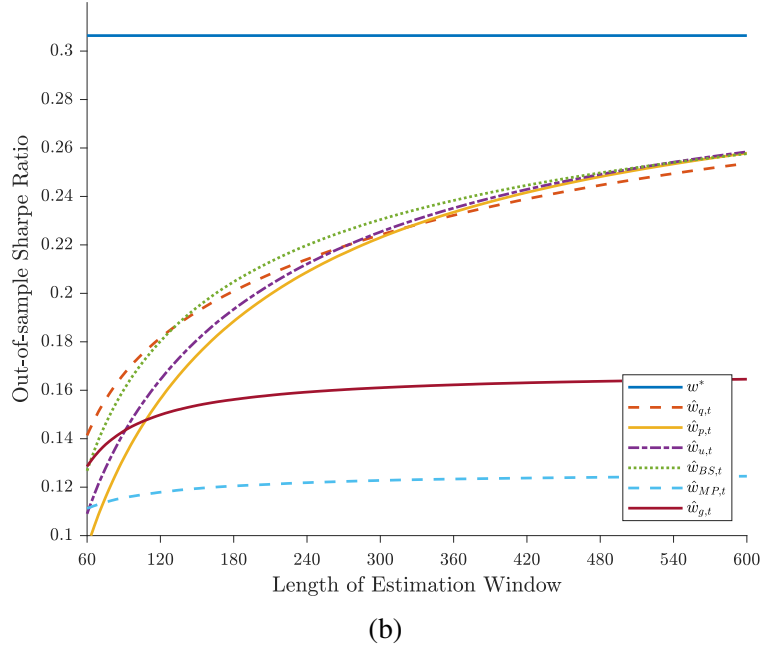 Out-of-sample Sharpe Ratio
0.3
0.28
0.26
0.24
0.22
0.2
0.18
0.16
0.14
0.12
0.1
60 120 180 240 300 360 420 480 540 600
Length of Estimation Window
w*
ŵq,t
ŵp,t
ŵu,t
ŵBS,t
ŵMP,t
ŵg,t
(b)